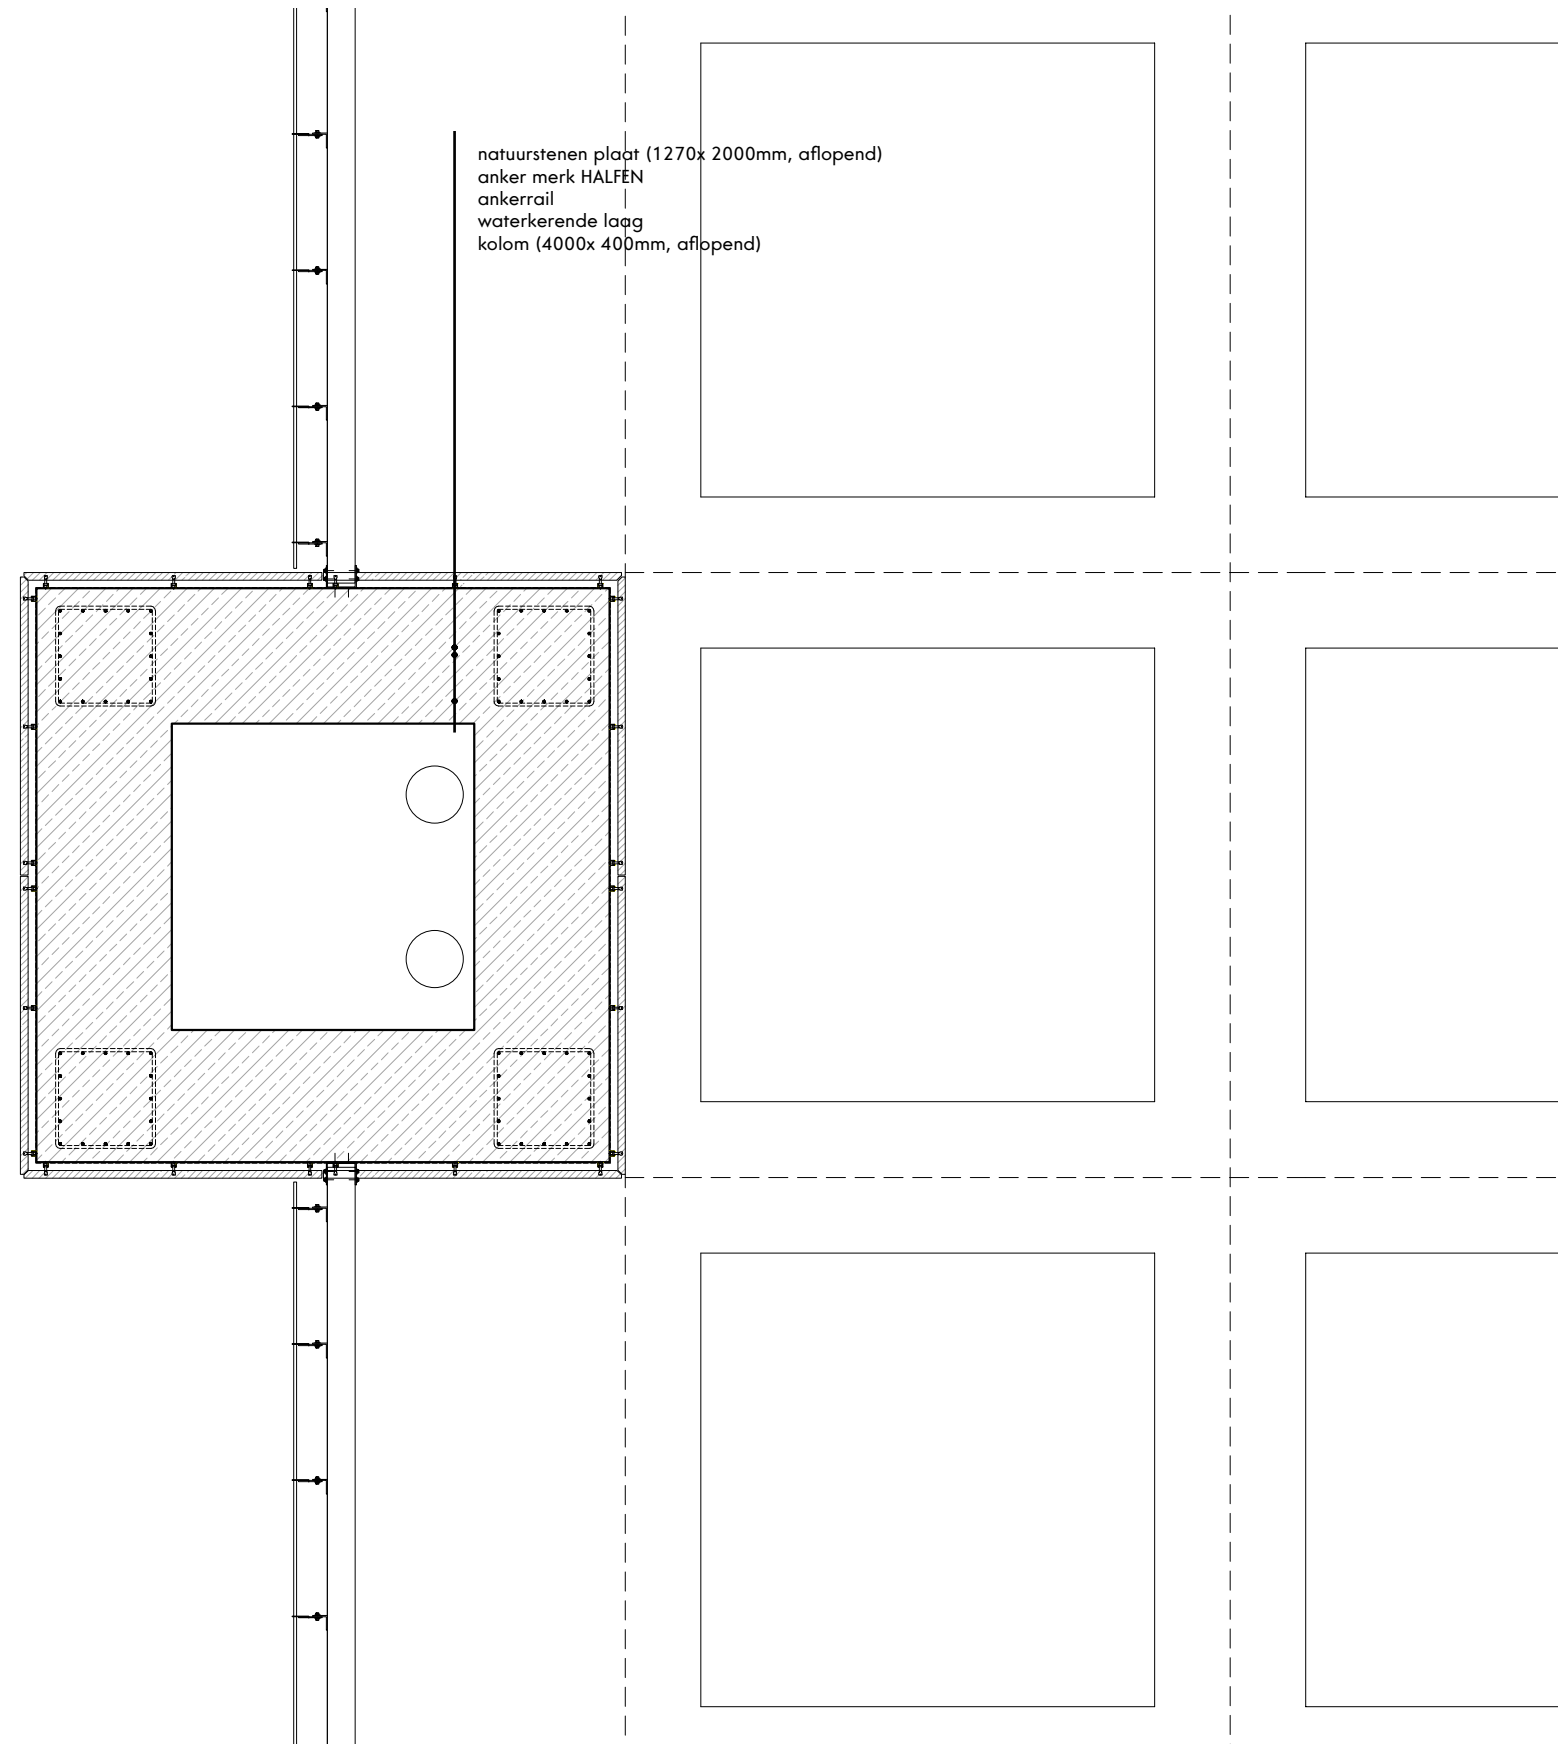 natuurstenen plaat (1270x 2000mm, aflopend)
anker merk HALFEN
ankerrail
waterkerende laag
kolom (4000x 400mm, aflopend)